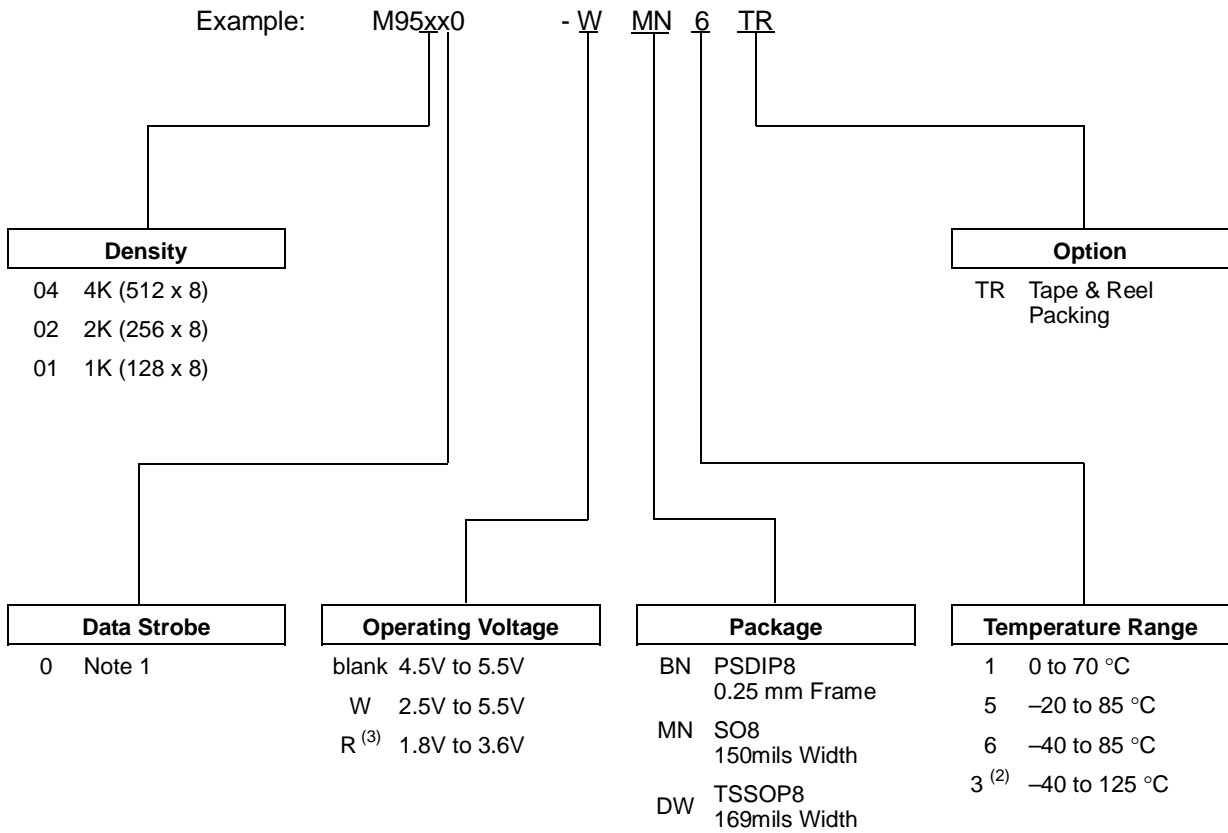 Example: M95xx0 - W MN 6 TR
Density
04 4K (512 x 8)
02 2K (256 x 8)
01 1K (128 x 8)
Option
TR Tape & Reel
Packing
Data Strobe
0 Note 1
Operating Voltage
blank 4.5V to 5.5V
W 2.5V to 5.5V
R (3) 1.8V to 3.6V
Package
BN PSDIP8
0.25 mm Frame
MN SO8
150mils Width
DW TSSOP8
169mils Width
Temperature Range
1 0 to 70 °C
5 –20 to 85 °C
6 –40 to 85 °C
3 (2) –40 to 125 °C